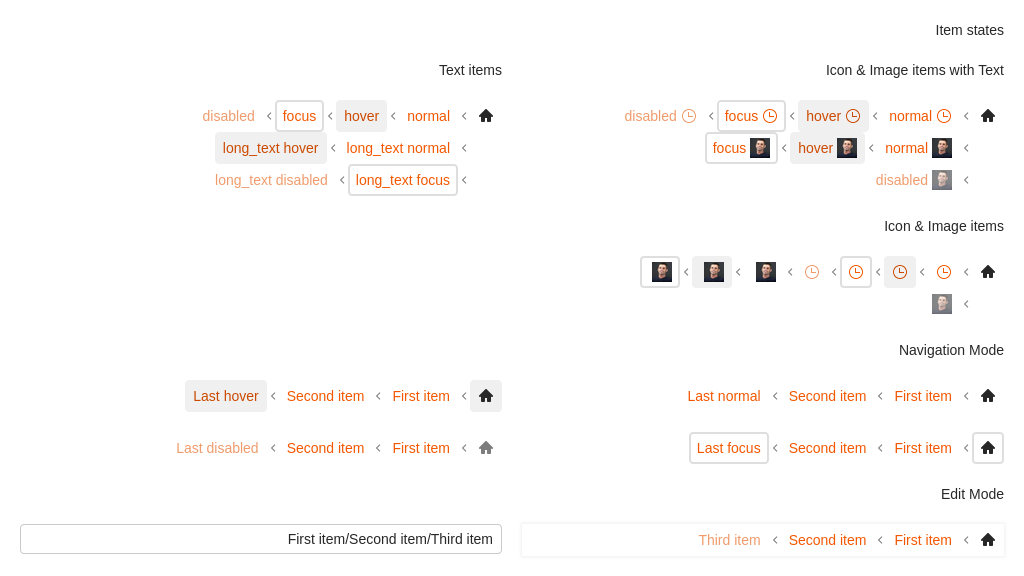 Item states
Icon & Image items with Text
normal hover focus disabled
normal hover focus
disabled
Text items
normal hover focus disabled
long_text normal long_text hover
long_text focus long_text disabled
Icon & Image items
Navigation Mode
First item Second item Last normal
First item Second item Last hover
First item Second item Last focus
First item Second item Last disabled
Edit Mode
First item Second item Third item
First item/Second item/Third item